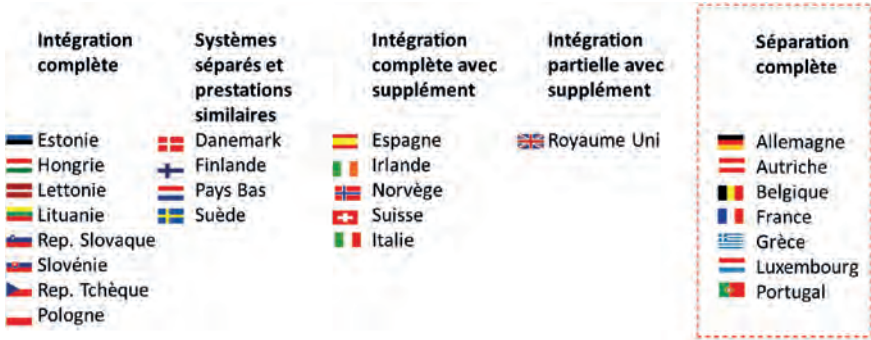 Intégration
complète
Systèmes
séparés et
prestations
similaires
Intégration
complète avec
supplément
Intégration
partielle avec
supplément
Séparation
complète
Estonie
Hongrie
Lettonie
Lituanie
Rep. Slovaque
Slovénie
Rep. Tchèque
Pologne
Danemark
Finlande
Pays Bas
Suède
Espagne
Irlande
Norvège
Suisse
Italie
Royaume Uni
Allemagne
Autriche
Belgique
France
Grèce
Luxembourg
Portugal